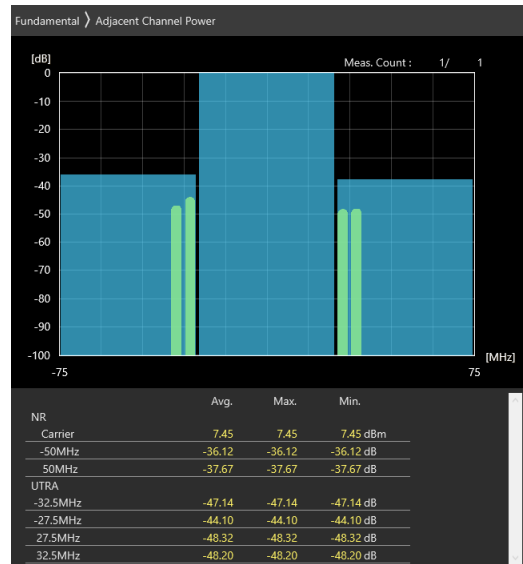 Fundamental 〉 Adjacent Channel Power
[dB]
Meas. Count : 1/ 1
0
-10
-20
-30
-40
-50
-60
-70
-80
-90
-100
[MHz]
-75 75
Avg. Max. Min.
NR
Carrier 7.45 7.45 7.45 dBm
-50MHz -36.12 -36.12 -36.12 dB
50MHz -37.67 -37.67 -37.67 dB
UTRA
-32.5MHz -47.14 -47.14 -47.14 dB
-27.5MHz -44.10 -44.10 -44.10 dB
27.5MHz -48.32 -48.32 -48.32 dB
32.5MHz -48.20 -48.20 -48.20 dB